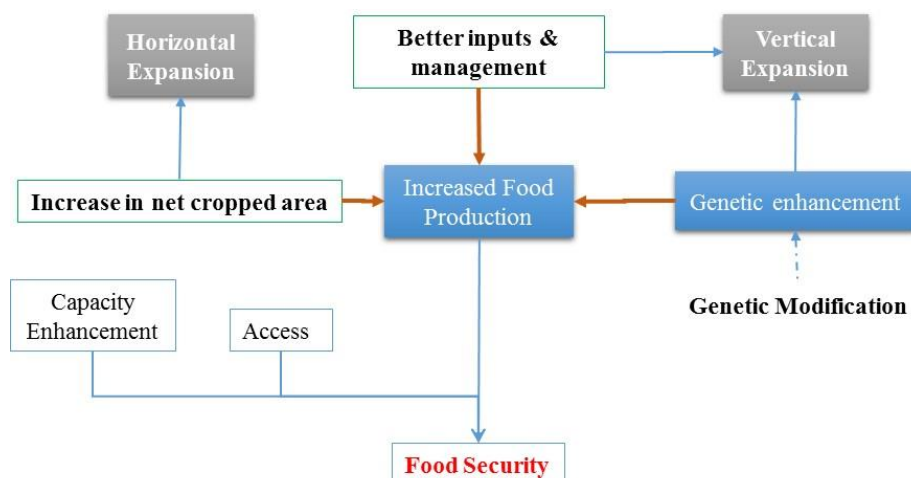 Horizontal
Expansion
Better inputs &
management
Vertical
Expansion
Increase in net cropped area
Increased Food
Production
Genetic enhancement
Capacity
Enhancement
Access
Genetic Modification
Food Security